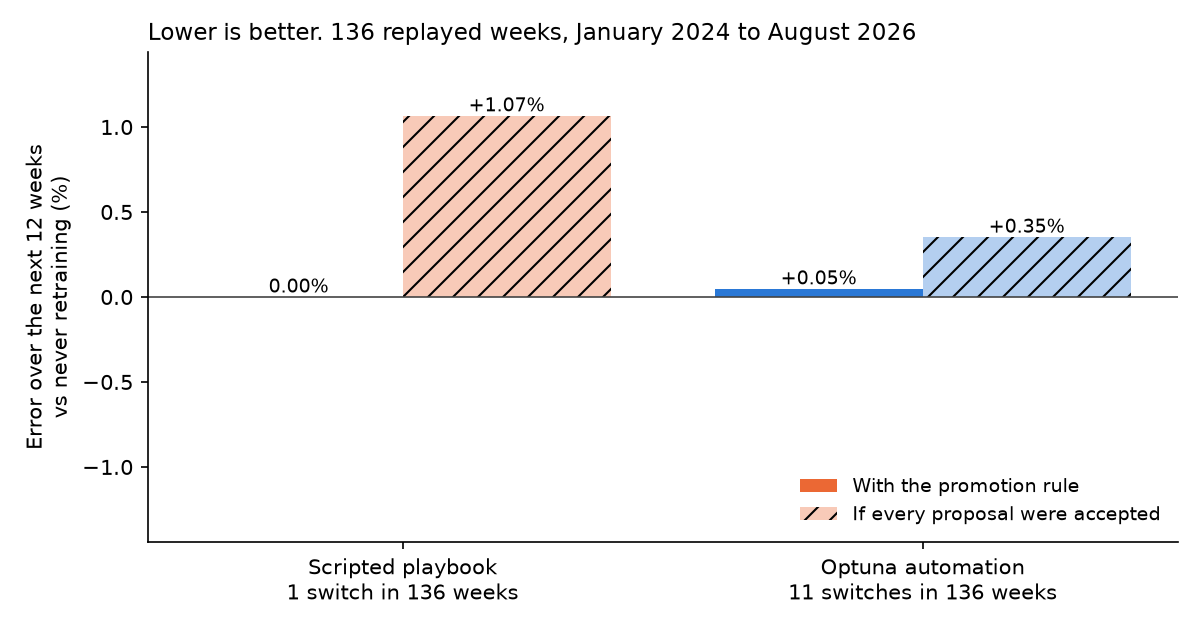 Lower is better. 136 replayed weeks, January 2024 to August 2026
Error over the next 12 weeks
vs never retraining (%)
1.0
0.5
0.0
−0.5
−1.0
0.00%
+1.07%
+0.05%
+0.35%
With the promotion rule
If every proposal were accepted
Scripted playbook
1 switch in 136 weeks
Optuna automation
11 switches in 136 weeks